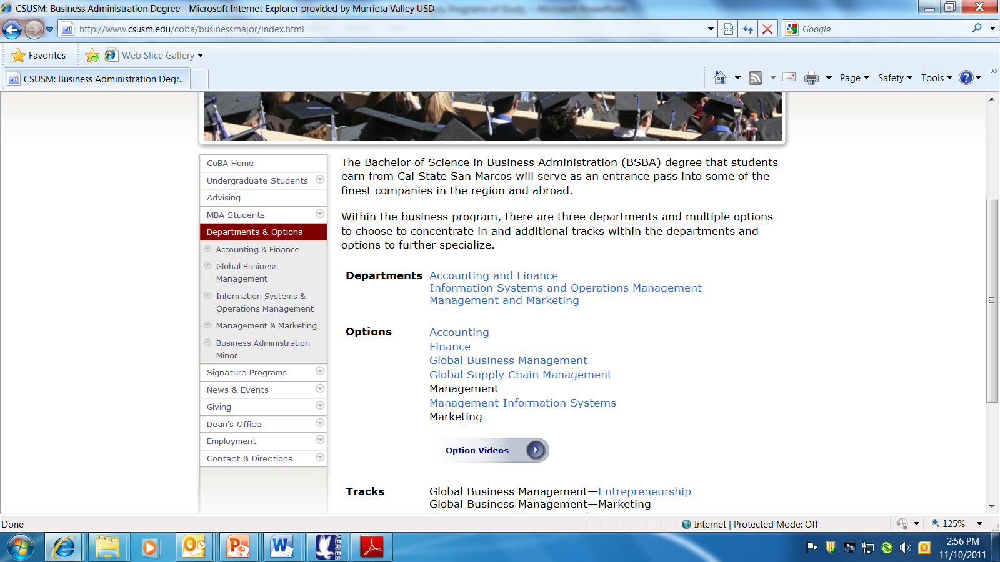 CSUSM: Business Administration Degree - Microsoft Internet Explorer provided by Murrieta Valley USD
http://www.csusm.edu/coba/businessmajor/index.html
Google
Favorites
Web Slice Gallery
CSUSM: Business Administration Degr...
Page
Safety
Tools
CoBA Home
Undergraduate Students
Advising
MBA Students
Departments & Options
Accounting & Finance
Global Business
Management
Information Systems &
Operations Management
Management & Marketing
Business Administration
Minor
Signature Programs
News & Events
Giving
Dean's Office
Employment
Contact & Directions
The Bachelor of Science in Business Administration (BSBA) degree that students
earn from Cal State San Marcos will serve as an entrance pass into some of the
finest companies in the region and abroad.
Within the business program, there are three departments and multiple options
to choose to concentrate in and additional tracks within the departments and
options to further specialize.
Departments Accounting and Finance
Information Systems and Operations Management
Management and Marketing
Options Accounting
Finance
Global Business Management
Global Supply Chain Management
Management
Management Information Systems
Marketing
Option Videos
Tracks Global Business Management—Entrepreneurship
Global Business Management—Marketing
Done
Internet | Protected Mode: Off
125%
AERIES
2:56 PM
11/10/2011